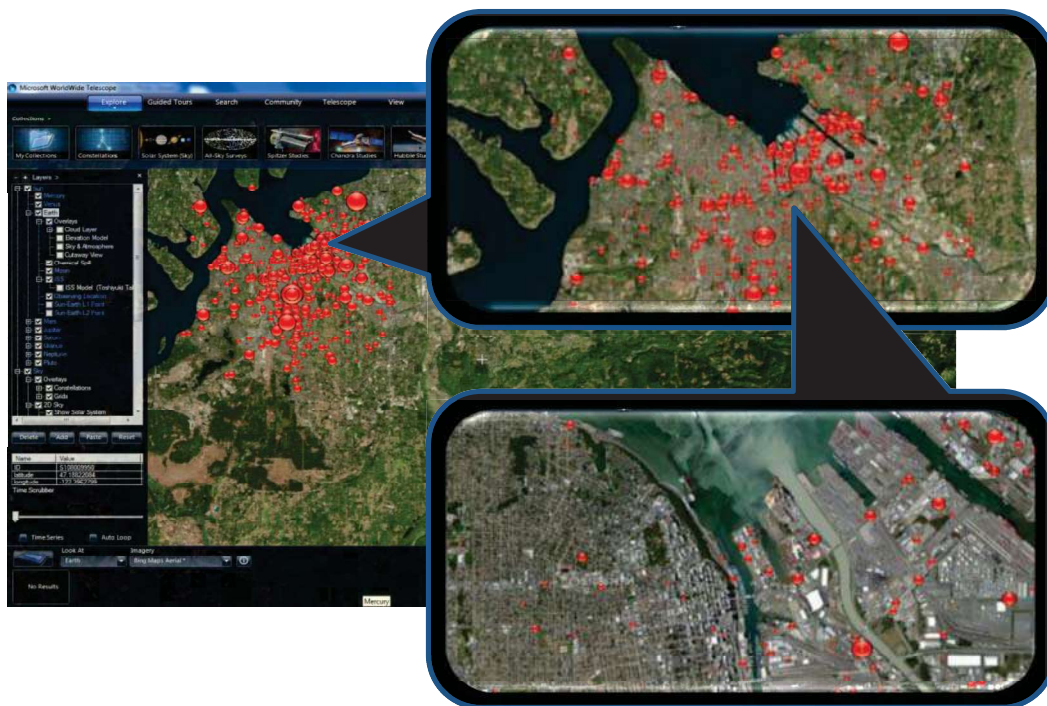 Microsoft WorldWide Telescope
Explore Guided Tours Search Community Telescope View
Collections
My Collections Constellations Solar System (Sky) All-Sky Surveys Spitzer Studies Chandra Studies Hubble Stu
Layers
Sun
Mercury
Venus
Earth
Overlays
Cloud Layer
Elevation Model
Sky & Atmosphere
Cutaway View
Chemical Spill
Moon
ISS
ISS Model (Toshiyuki Tai
Observing Location
Sun-Earth L1 Point
Sun-Earth L2 Point
Mars
Jupiter
Saturn
Uranus
Neptune
Pluto
Sky
Overlays
Constellations
Grids
2D Sky
Show Solar System
Delete Add Paste Reset
Name Value
ID
latitude
longitude
Time Scrubber
Time Series Auto Loop
Look At Imagery
Earth Bing Maps Aerial *
No Results
Mercury